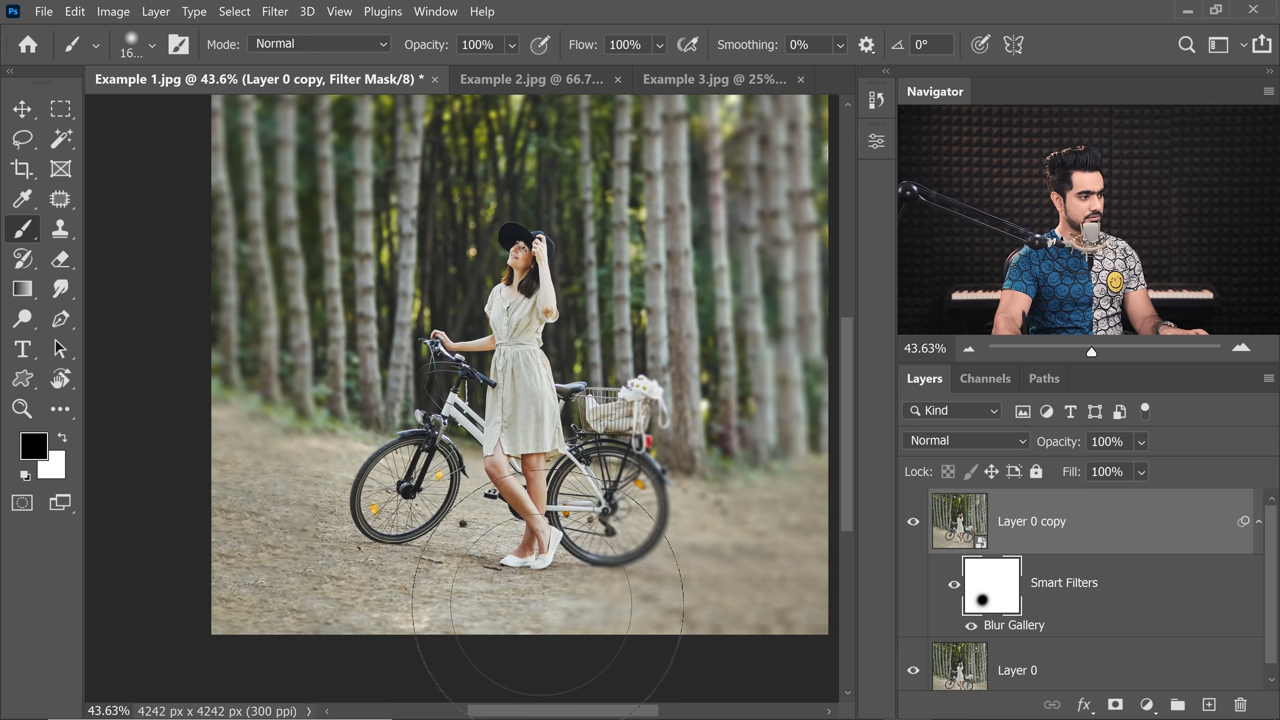 Ps File Edit Image Layer Type Select Filter 3D View Plugins Window Help
16... Mode: Normal Opacity: 100% Flow: 100% Smoothing: 0% 0°
Example 1.jpg @ 43.6% (Layer 0 copy, Filter Mask/8) * × Example 2.jpg @ 66.7... × Example 3.jpg @ 25%... ×
Navigator
43.63%
Layers Channels Paths
Kind
Normal Opacity: 100%
Lock: Fill: 100%
Layer 0 copy
Smart Filters
Blur Gallery
Layer 0
43.63% 4242 px x 4242 px (300 ppi)
fx